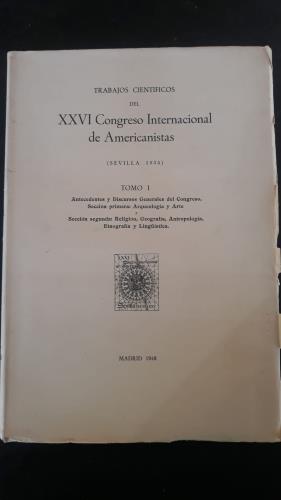 TRABAJOS CIENTIFICOS
DEL
XXVI Congreso Internacional
de Americanistas
(SEVILLA 1935)
TOMO I
Antecedentes y Discursos Generales del Congreso.
Sección primera: Arqueología y Arte
y
Sección segunda: Religión, Geografía, Antropología,
Etnografía y Lingüística.
MADRID 1948